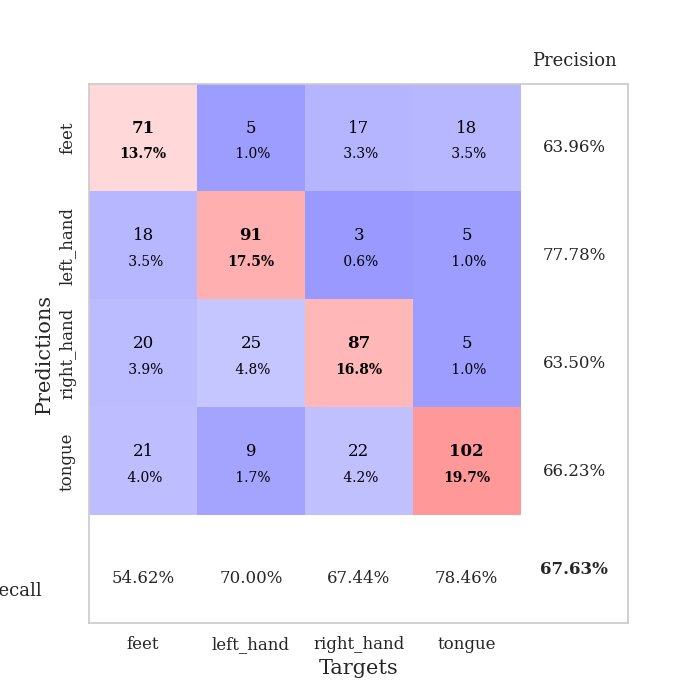 Precision
feet 71 5 17 18 63.96%
13.7% 1.0% 3.3% 3.5%
left_hand 18 91 3 5 77.78%
3.5% 17.5% 0.6% 1.0%
Predictions
right_hand 20 25 87 5 63.50%
3.9% 4.8% 16.8% 1.0%
tongue 21 9 22 102 66.23%
4.0% 1.7% 4.2% 19.7%
ecall 54.62% 70.00% 67.44% 78.46% 67.63%
feet left_hand right_hand tongue
Targets